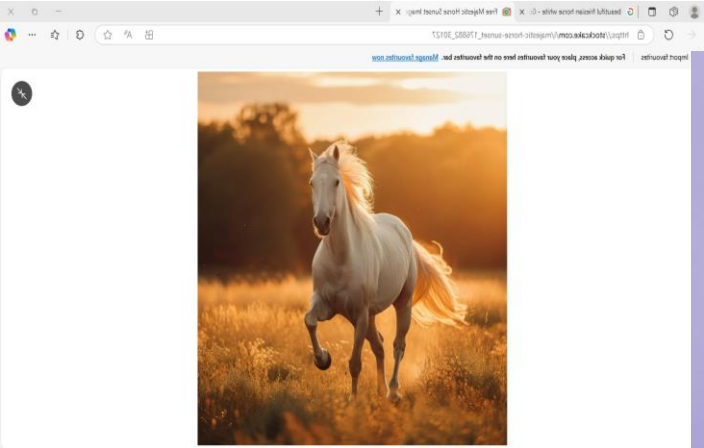 beautiful friesian horse white - G
Free Majestic Horse Sunset Imag
https://stockcake.com/i/majestic-horse-sunset_176882_30127
Import favourites | For quick access, place your favourites here on the favourites bar. Manage favourites now